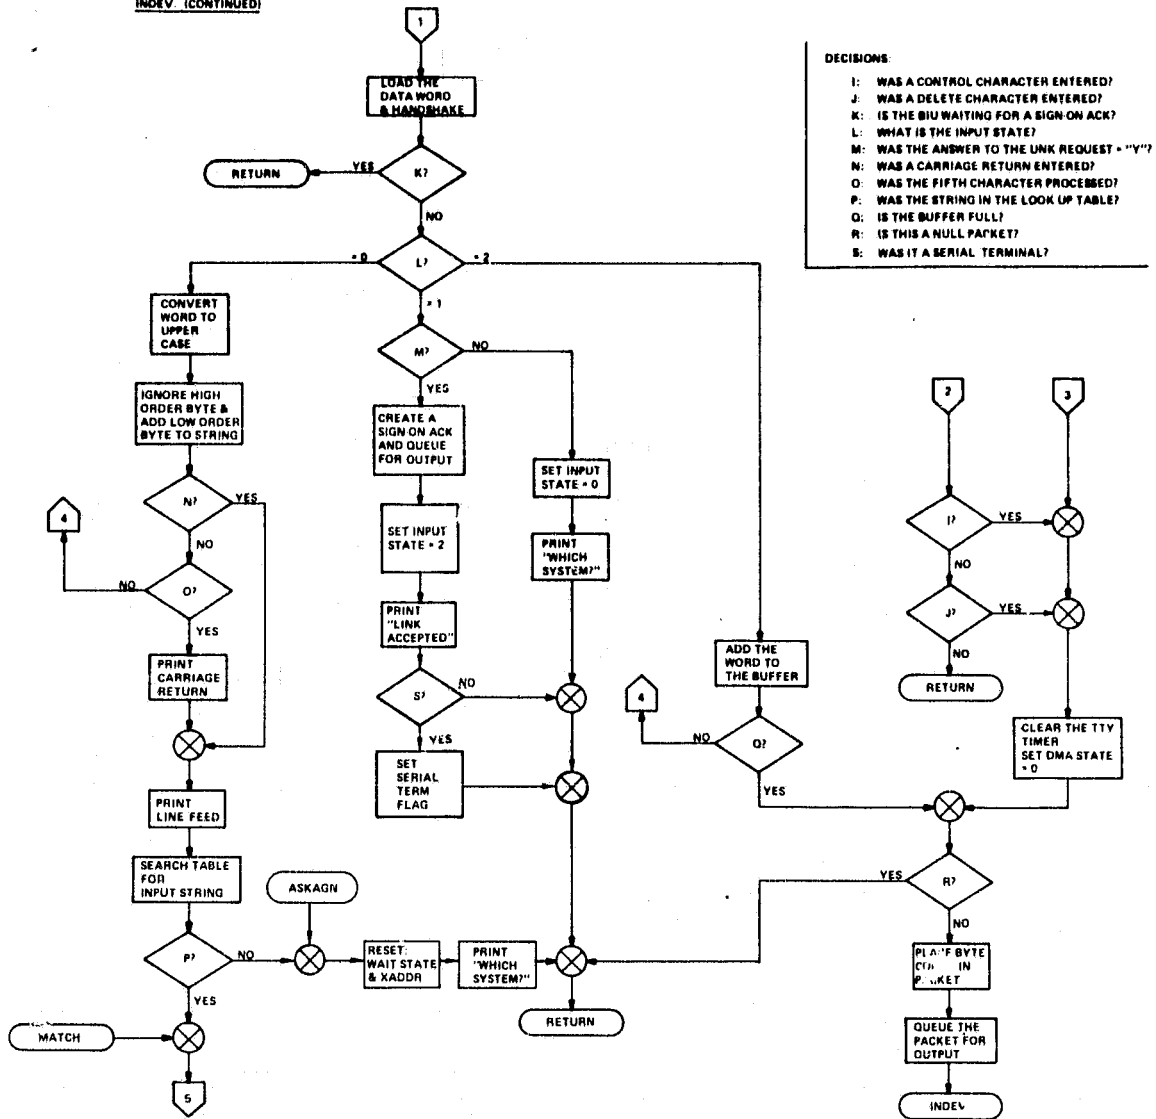 INDEV. (CONTINUED)
1
LOAD THE
DATA WORD
& HANDSHAKE
DECISIONS:
I: WAS A CONTROL CHARACTER ENTERED?
J: WAS A DELETE CHARACTER ENTERED?
K: IS THE BIU WAITING FOR A SIGN-ON ACK?
L: WHAT IS THE INPUT STATE?
M: WAS THE ANSWER TO THE LINK REQUEST = "Y"?
N: WAS A CARRIAGE RETURN ENTERED?
O: WAS THE FIFTH CHARACTER PROCESSED?
P: WAS THE STRING IN THE LOOK UP TABLE?
Q: IS THE BUFFER FULL?
R: IS THIS A NULL PACKET?
S: WAS IT A SERIAL TERMINAL?
K?
YES
RETURN
NO
L?
= 0
= 2
= 1
CONVERT
WORD TO
UPPER
CASE
IGNORE HIGH
ORDER BYTE &
ADD LOW ORDER
BYTE TO STRING
N?
YES
NO
4
O?
NO
YES
PRINT
CARRIAGE
RETURN
PRINT
LINE FEED
SEARCH TABLE
FOR
INPUT STRING
P?
NO
YES
MATCH
5
ASKAGN
RESET:
WAIT STATE
& XADDR
PRINT
"WHICH
SYSTEM?"
M?
NO
YES
CREATE A
SIGN-ON ACK
AND QUEUE
FOR OUTPUT
SET INPUT
STATE = 2
PRINT
"LINK
ACCEPTED"
S?
NO
YES
SET
SERIAL
TERM
FLAG
SET INPUT
STATE = 0
PRINT
"WHICH
SYSTEM?"
RETURN
ADD THE
WORD TO
THE BUFFER
4
Q?
NO
YES
2
3
I?
YES
NO
J?
YES
NO
RETURN
CLEAR THE TTY
TIMER
SET DMA STATE
= 0
R?
YES
NO
BYTE
IN
QUEUE THE
PACKET FOR
OUTPUT
INDEV